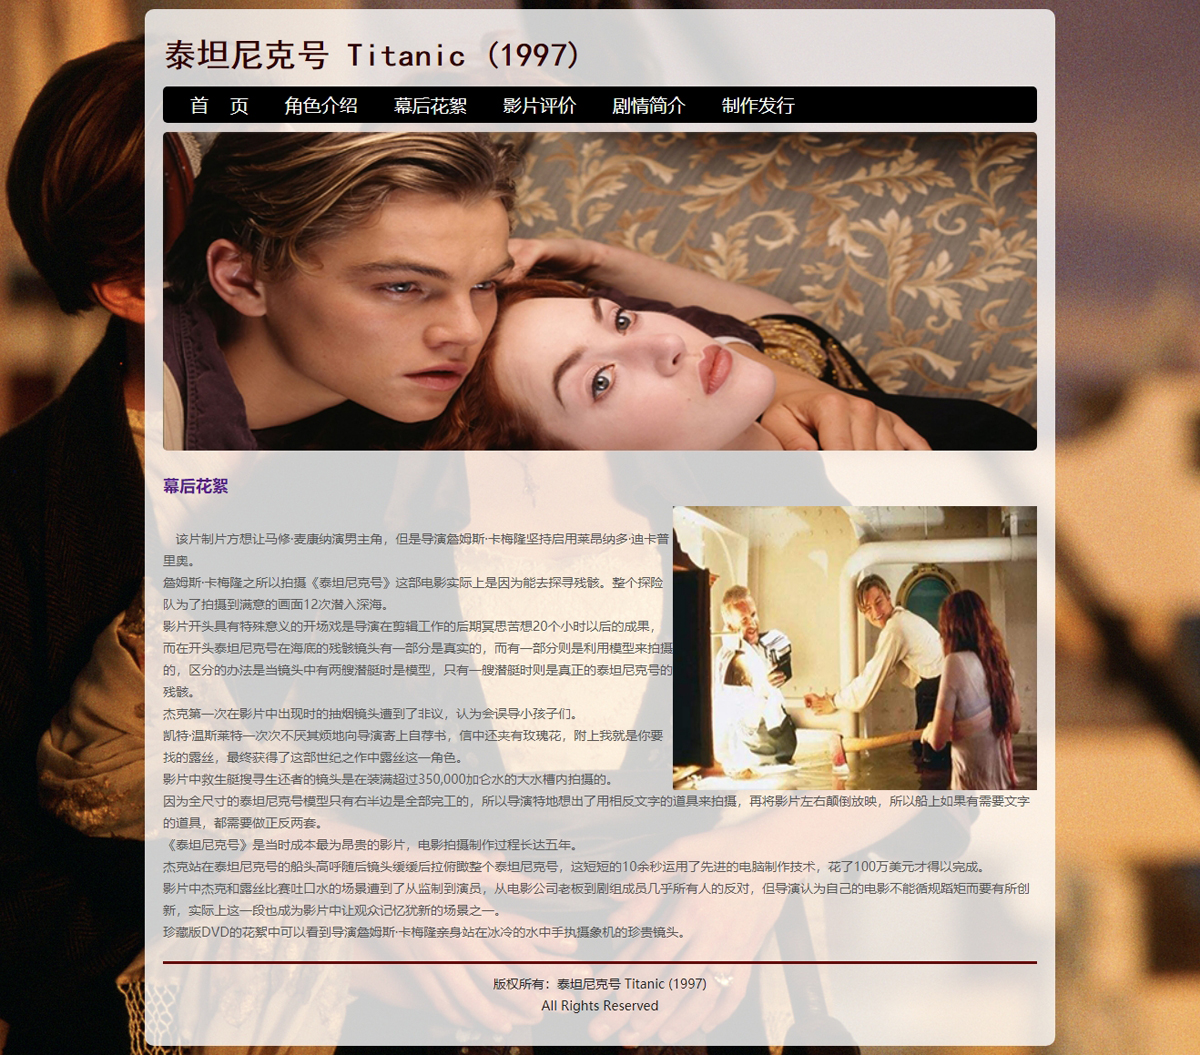 泰坦尼克号 Titanic (1997)
首 页 角色介绍 幕后花絮 影片评价 剧情简介 制作发行
幕后花絮
该片制片方想让马修·麦康纳演男主角，但是导演詹姆斯·卡梅隆坚持启用莱昂纳多·迪卡普
里奥。
詹姆斯·卡梅隆之所以拍摄《泰坦尼克号》这部电影实际上是因为能去探寻残骸。整个探险
队为了拍摄到满意的画面12次潜入深海。
影片开头具有特殊意义的开场戏是导演在剪辑工作的后期冥思苦想20个小时以后的成果，
而在开头泰坦尼克号在海底的残骸镜头有一部分是真实的，而有一部分则是利用模型来拍摄
的，区分的办法是当镜头中有两艘潜艇时是模型，只有一艘潜艇时则是真正的泰坦尼克号的
残骸。
杰克第一次在影片中出现时的抽烟镜头遭到了非议，认为会误导小孩子们。
凯特·温斯莱特一次次不厌其烦地向导演寄上自荐书，信中还夹有玫瑰花，附上我就是你要
找的露丝，最终获得了这部世纪之作中露丝这一角色。
影片中救生艇搜寻生还者的镜头是在装满超过350,000加仑水的大水槽内拍摄的。
因为全尺寸的泰坦尼克号模型只有右半边是全部完工的，所以导演特地想出了用相反文字的道具来拍摄，再将影片左右颠倒放映，所以船上如果有需要文字
的道具，都需要做正反两套。
《泰坦尼克号》是当时成本最为昂贵的影片，电影拍摄制作过程长达五年。
杰克站在泰坦尼克号的船头高呼随后镜头缓缓后拉俯瞰整个泰坦尼克号，这短短的10余秒运用了先进的电脑制作技术，花了100万美元才得以完成。
影片中杰克和露丝比赛吐口水的场景遭到了从监制到演员，从电影公司老板到剧组成员几乎所有人的反对，但导演认为自己的电影不能循规蹈矩而要有所创
新，实际上这一段也成为影片中让观众记忆犹新的场景之一。
珍藏版DVD的花絮中可以看到导演詹姆斯·卡梅隆亲身站在冰冷的水中手执摄象机的珍贵镜头。
版权所有：泰坦尼克号 Titanic (1997)
All Rights Reserved